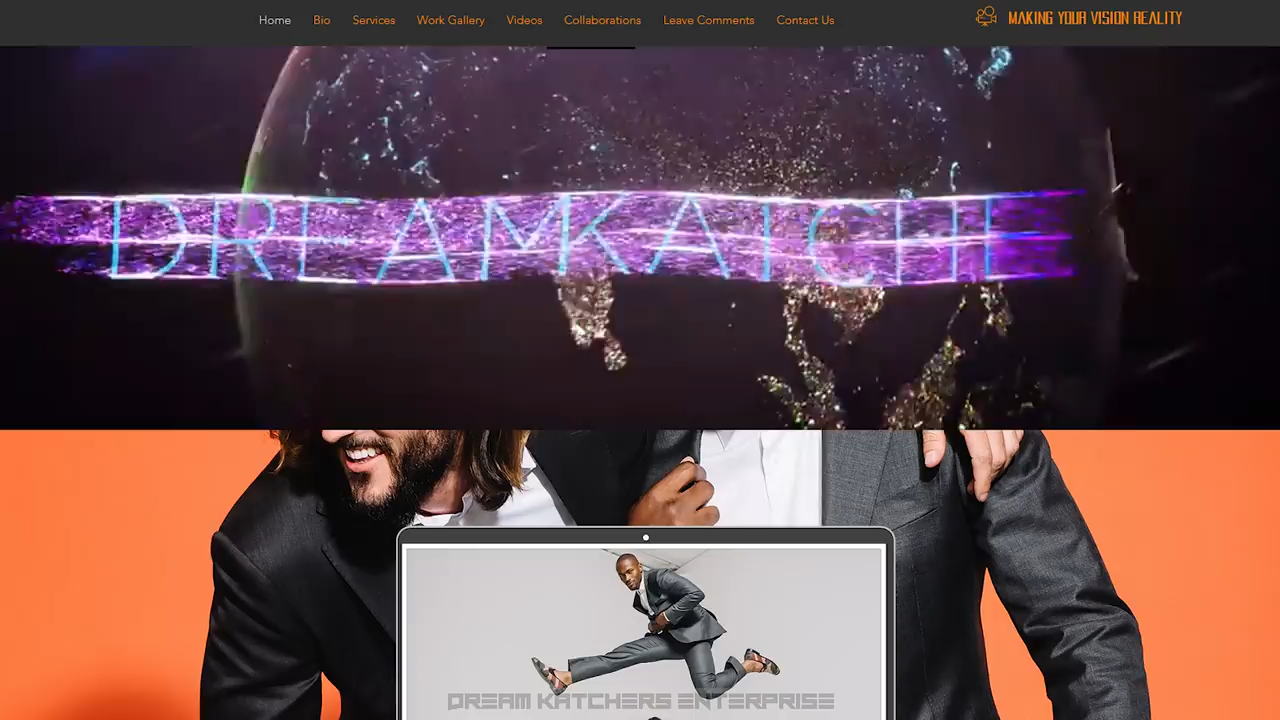 Home Bio Services Work Gallery Videos Collaborations Leave Comments Contact Us
MAKING YOUR VISION REALITY
DREAMKATCHE
DREAM KATCHERS ENTERPRISE